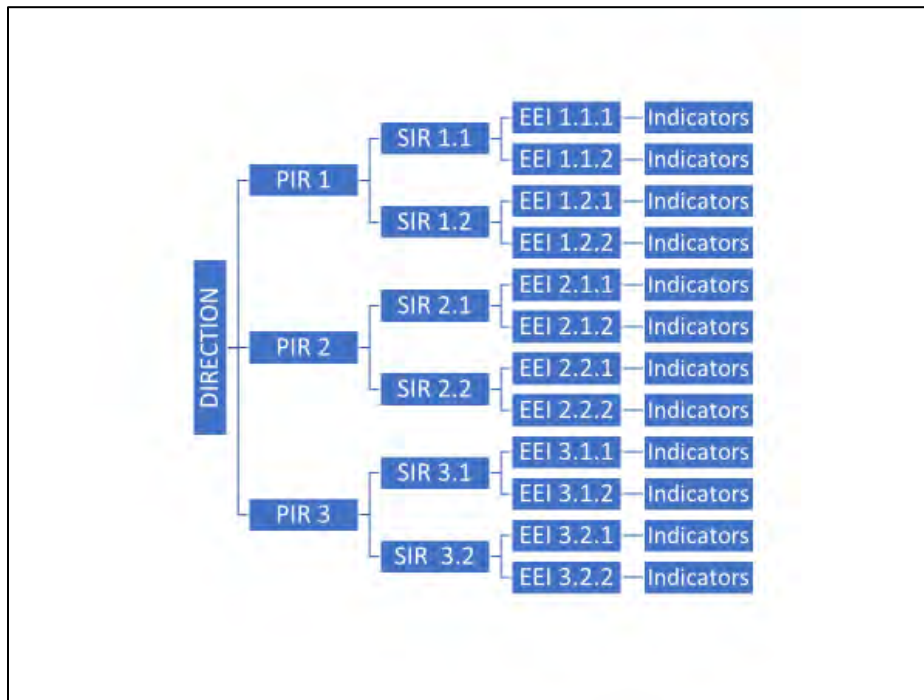 DIRECTION
PIR 1
SIR 1.1
EEI 1.1.1
Indicators
EEI 1.1.2
Indicators
SIR 1.2
EEI 1.2.1
Indicators
EEI 1.2.2
Indicators
PIR 2
SIR 2.1
EEI 2.1.1
Indicators
EEI 2.1.2
Indicators
SIR 2.2
EEI 2.2.1
Indicators
EEI 2.2.2
Indicators
PIR 3
SIR 3.1
EEI 3.1.1
Indicators
EEI 3.1.2
Indicators
SIR 3.2
EEI 3.2.1
Indicators
EEI 3.2.2
Indicators